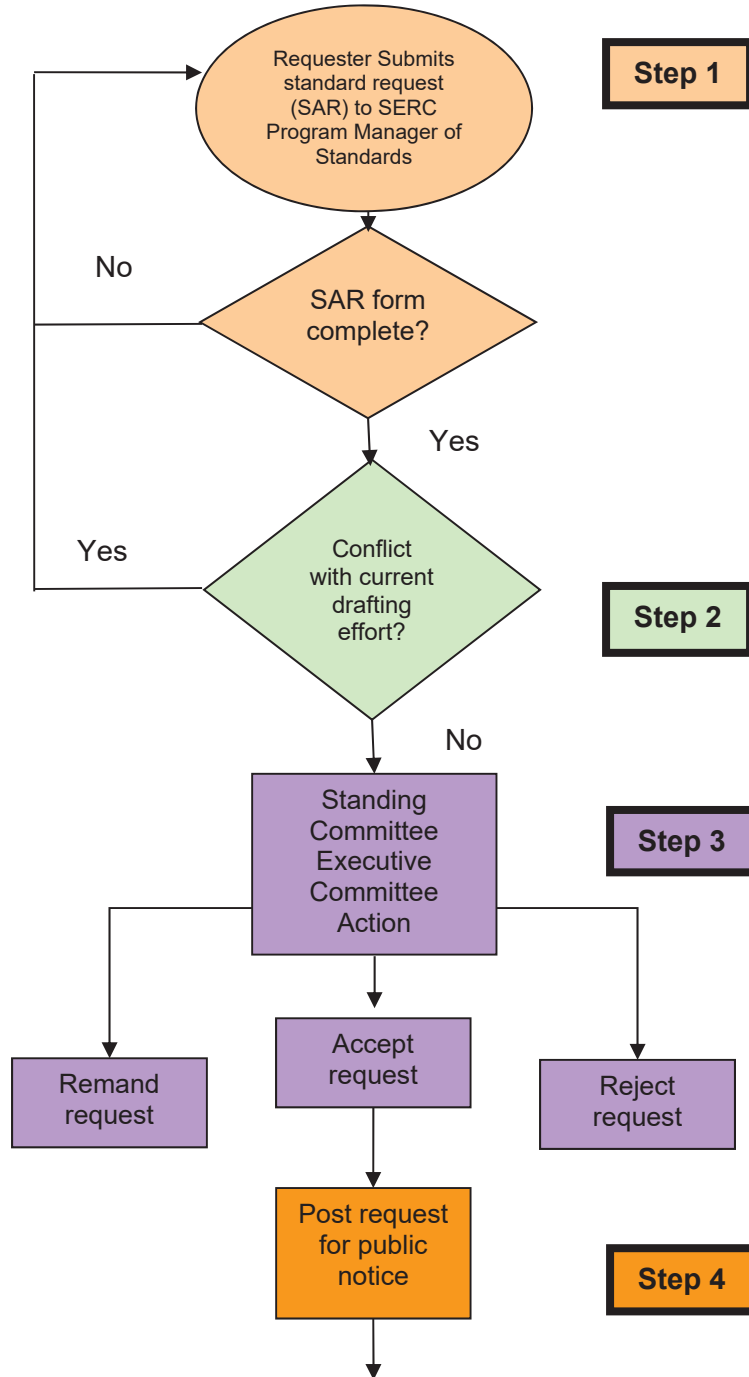 Requester Submits
standard request
(SAR) to SERC
Program Manager of
Standards
Step 1
No
SAR form
complete?
Yes
Yes
Conflict
with current
drafting
effort?
Step 2
No
Standing
Committee
Executive
Committee
Action
Step 3
Remand
request
Accept
request
Reject
request
Post request
for public
notice
Step 4